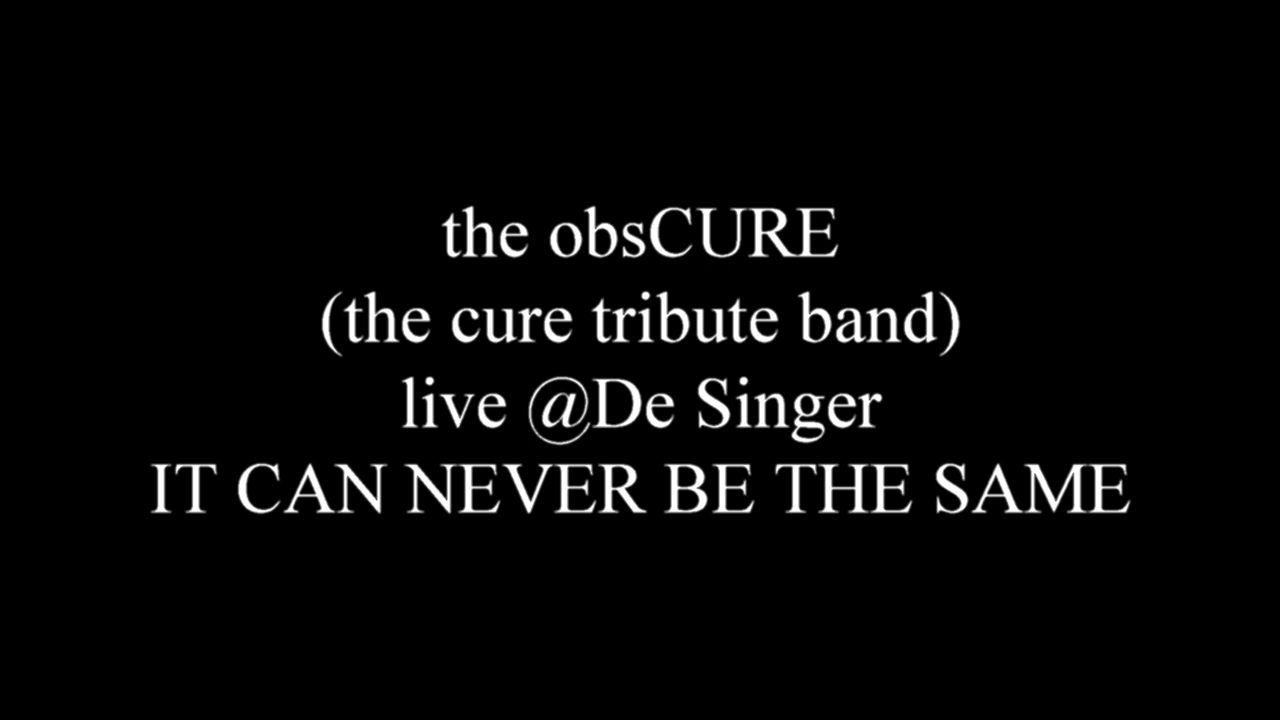 the obsCURE
(the cure tribute band)
live @De Singer
IT CAN NEVER BE THE SAME